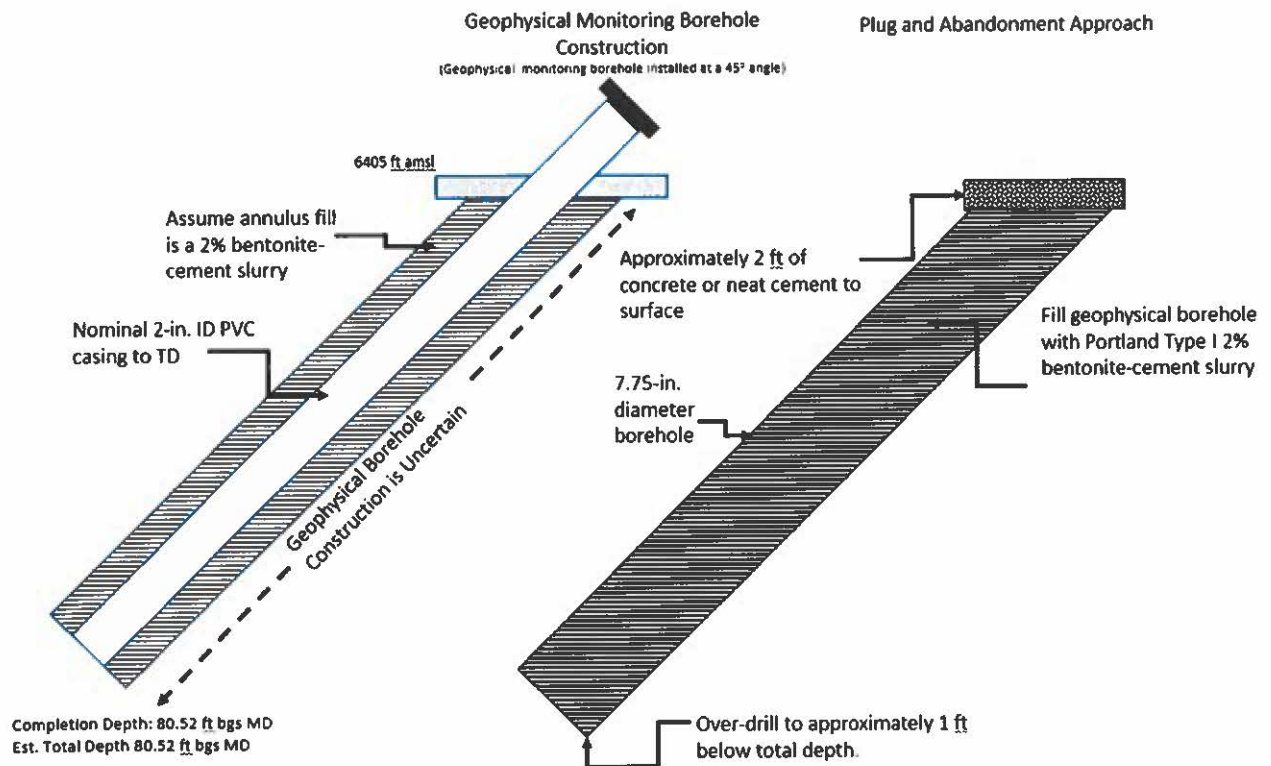 Geophysical Monitoring Borehole
Construction
(Geophysical monitoring borehole installed at a 45° angle)
Plug and Abandonment Approach
6405 ft amsl
Assume annulus fill
is a 2% bentonite-
cement slurry
Nominal 2-in. ID PVC
casing to TD
Geophysical Borehole
Construction is Uncertain
Completion Depth: 80.52 ft bgs MD
Est. Total Depth 80.52 ft bgs MD
Approximately 2 ft of
concrete or neat cement to
surface
7.75-in.
diameter
borehole
Fill geophysical borehole
with Portland Type I 2%
bentonite-cement slurry
Over-drill to approximately 1 ft
below total depth.